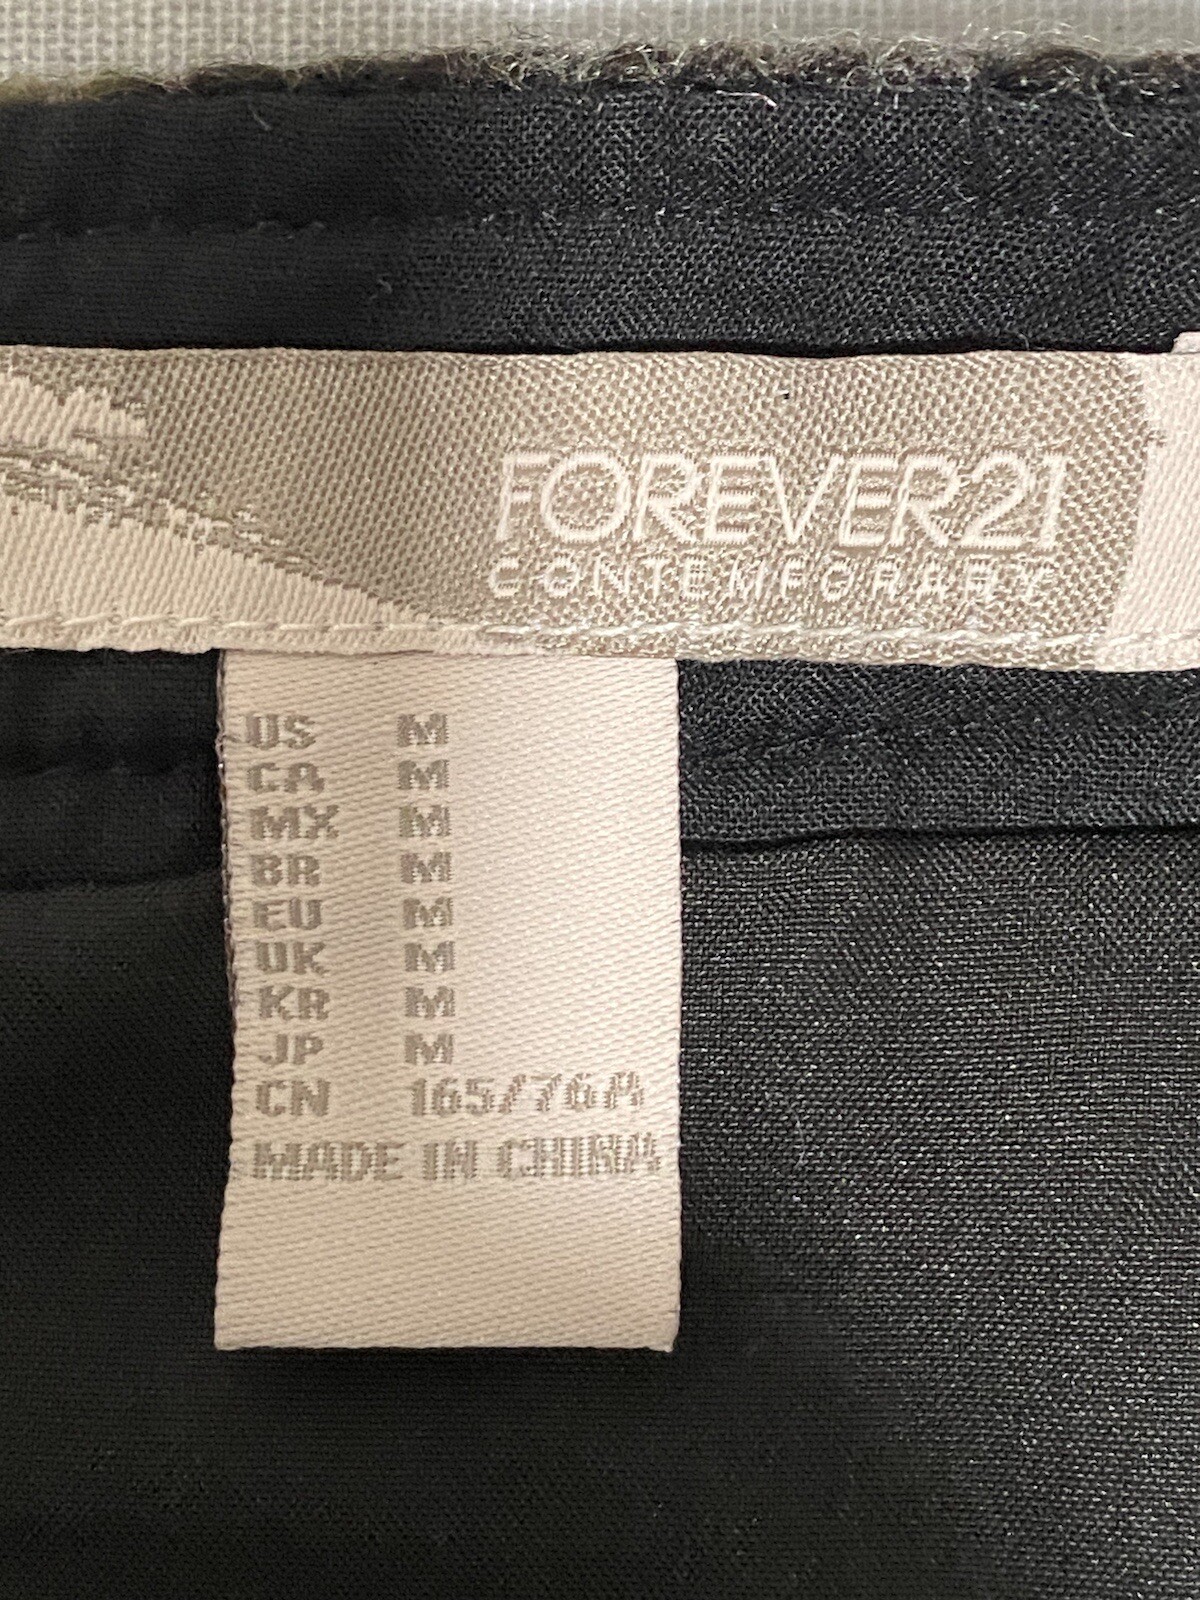 FOREVER21
CONTEMPORARY
US M
CA M
MX M
BR M
EU M
UK M
KR M
JP M
CN 165/76A
MADE IN CHINA